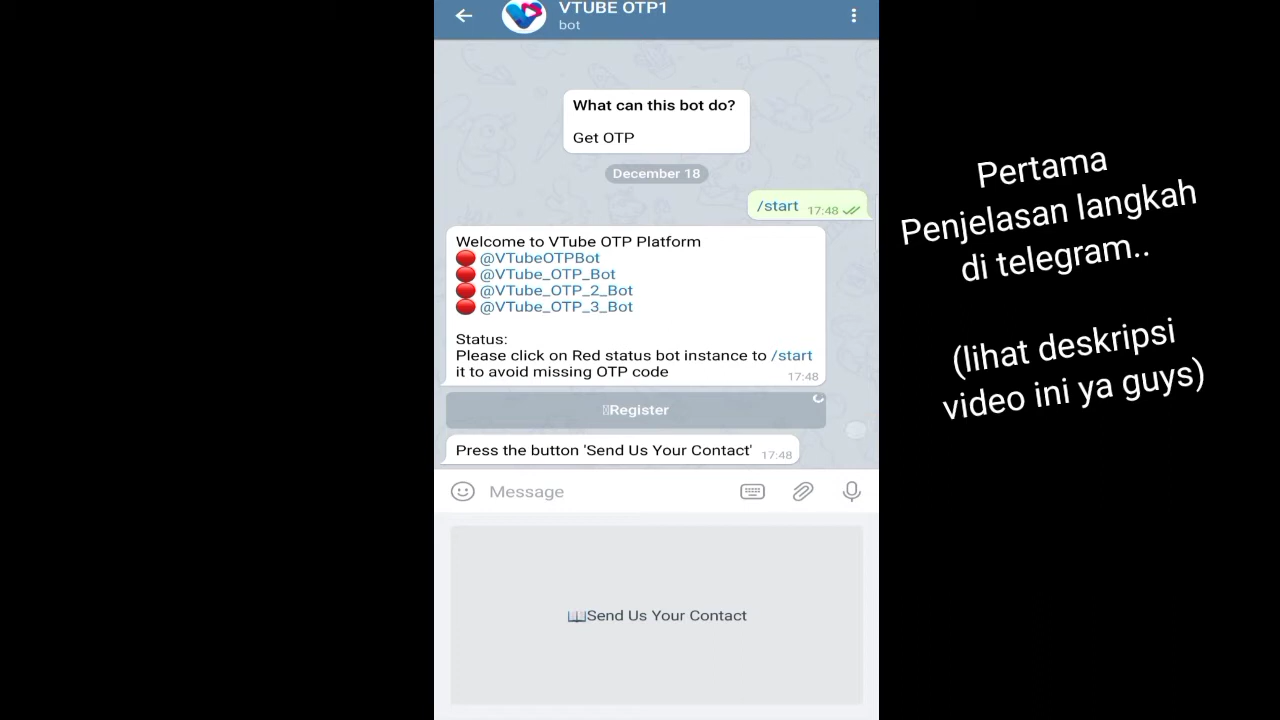 VTUBE OTP1
bot
What can this bot do?
Get OTP
December 18
/start 17:48
Welcome to VTube OTP Platform
🔴 @VTubeOTPBot
🔴 @VTube_OTP_Bot
🔴 @VTube_OTP_2_Bot
🔴 @VTube_OTP_3_Bot
Status:
Please click on Red status bot instance to /start
it to avoid missing OTP code
17:48
Register
Press the button 'Send Us Your Contact' 17:48
Message
📖Send Us Your Contact
Pertama
Penjelasan langkah
di telegram..
(lihat deskripsi
video ini ya guys)